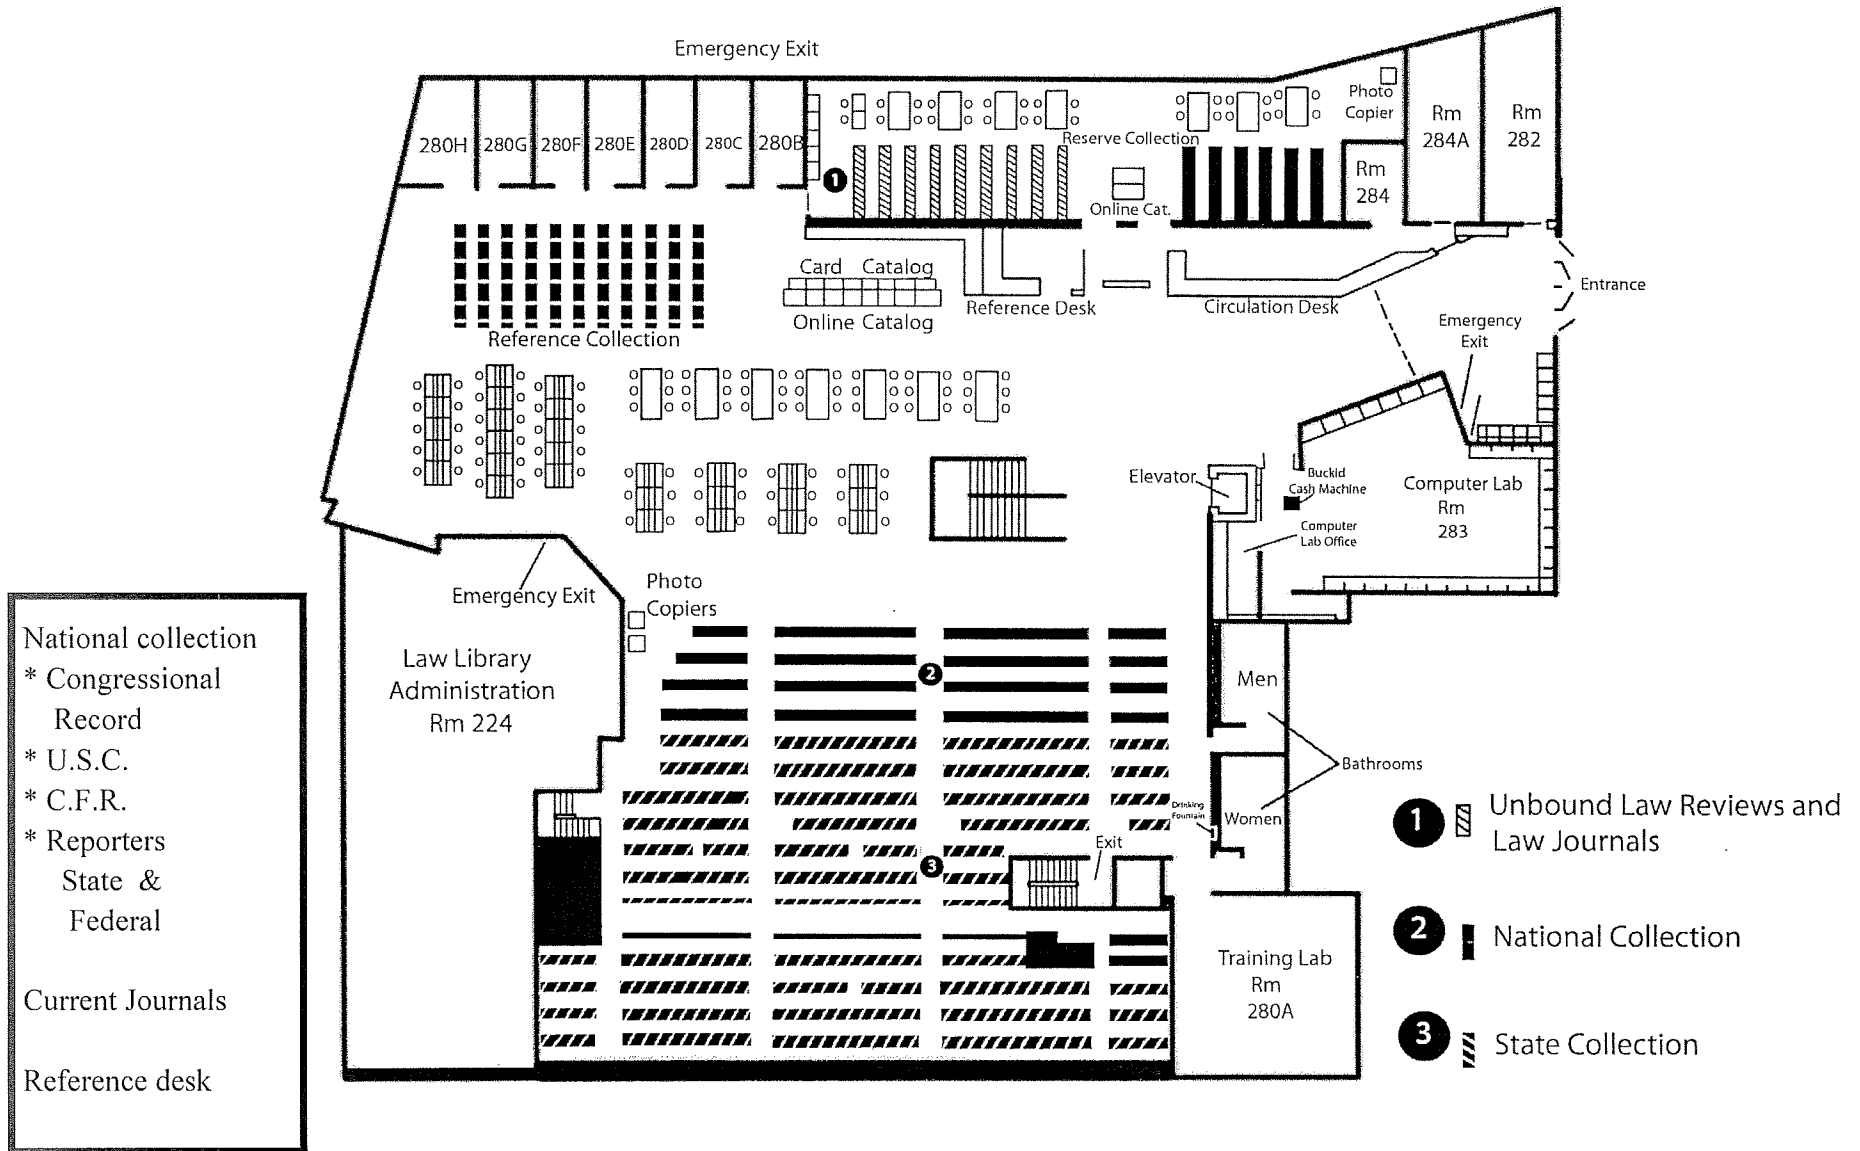 Emergency Exit
280H
280G
280F
280E
280D
280C
280B
1
Reserve Collection
Online Cat.
Photo
Copier
Rm
284
Rm
284A
Rm
282
Entrance
Card Catalog
Online Catalog
Reference Desk
Circulation Desk
Emergency
Exit
Reference Collection
Elevator
Buckid
Cash Machine
Computer
Lab Office
Computer Lab
Rm
283
Emergency Exit
Photo
Copiers
Law Library
Administration
Rm 224
2
Men
Bathrooms
Women
Drinking
Fountain
3
Exit
Training Lab
Rm
280A
National collection
* Congressional
Record
* U.S.C.
* C.F.R.
* Reporters
State &
Federal
Current Journals
Reference desk
1 Unbound Law Reviews and
Law Journals
2 National Collection
3 State Collection